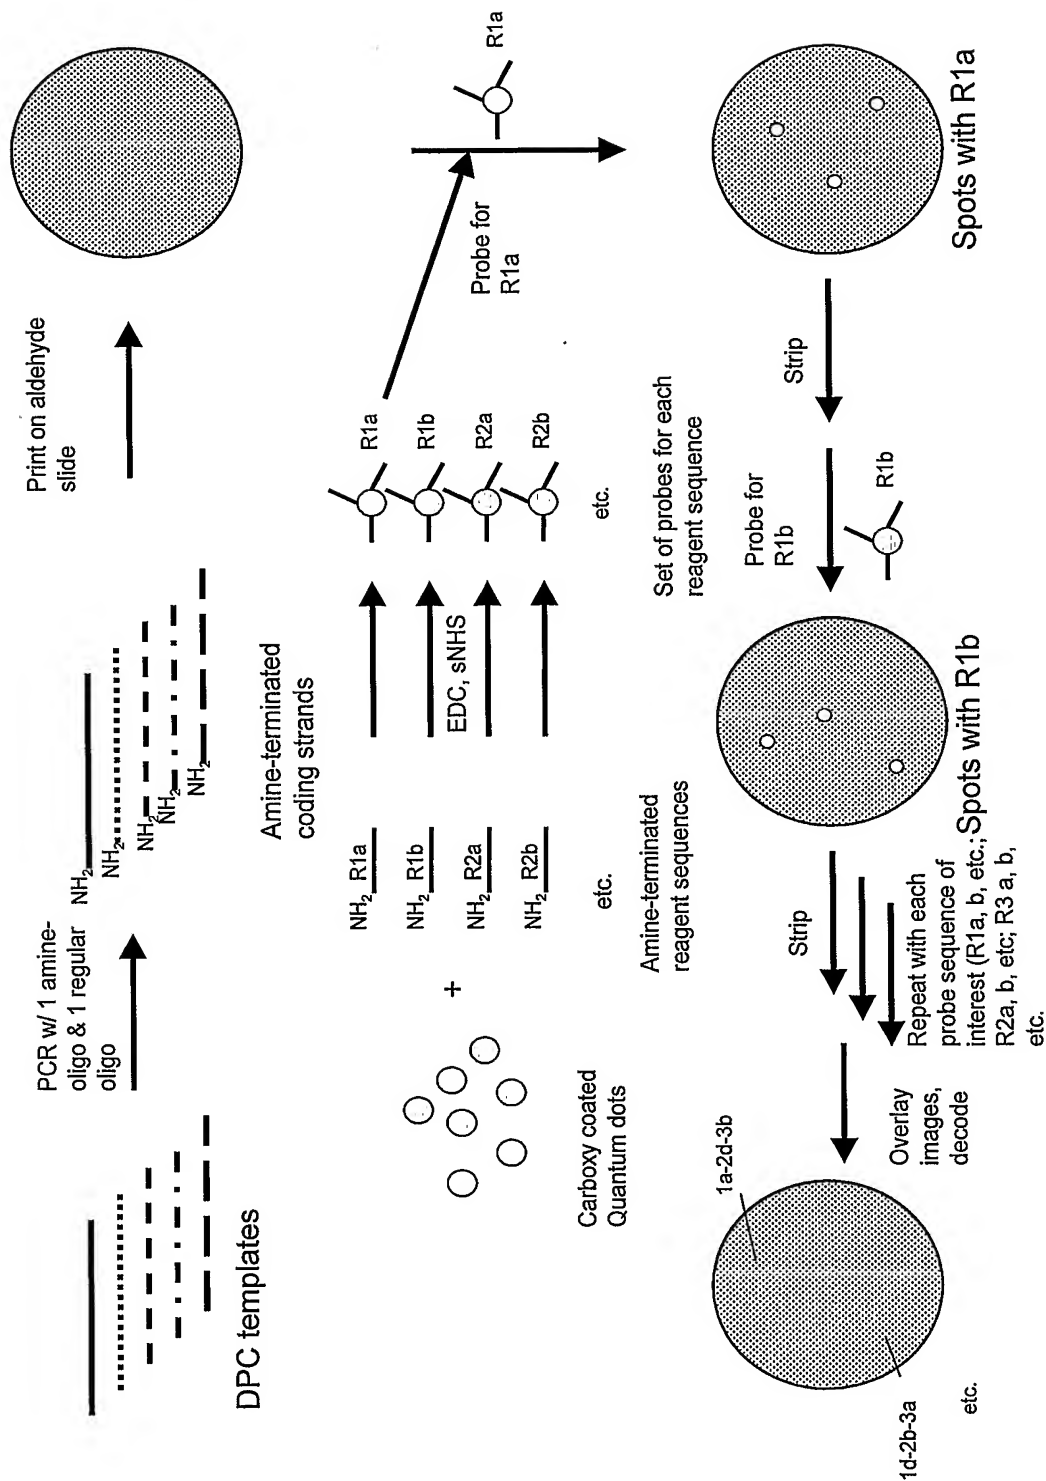 DPC templates
PCR w/ 1 amine-
oligo & 1 regular
oligo
NH2
NH2
NH2
NH2
NH2
Amine-terminated
coding strands
Print on aldehyde
slide
Carboxy coated
Quantum dots
+
NH2 R1a
NH2 R1b
NH2 R2a
NH2 R2b
etc.
Amine-terminated
reagent sequences
EDC, sNHS
R1a
R1b
R2a
R2b
etc.
Set of probes for each
reagent sequence
Probe for
R1a
R1a
Spots with R1a
Strip
Probe for
R1b
R1b
Spots with R1b
Strip
Repeat with each
probe sequence of
interest (R1a, b, etc.;
R2a, b, etc; R3 a, b,
etc.
Overlay
images,
decode
1a-2d-3b
1d-2b-3a
etc.